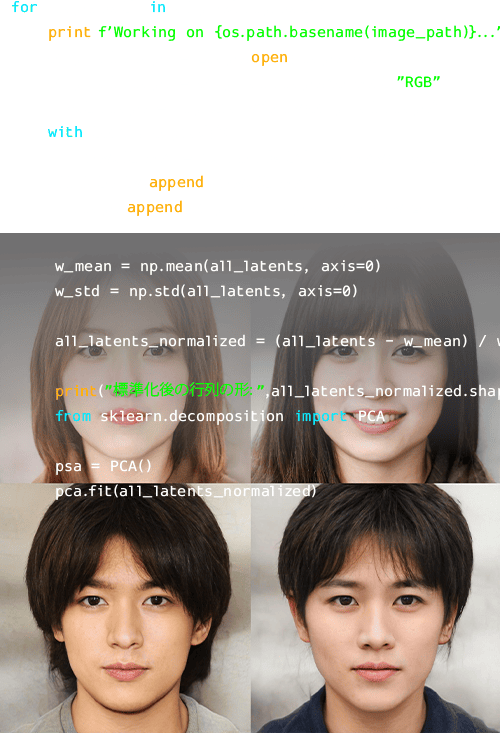 for in
print f’Working on {os.path.basename(image_path)}...”
open
”RGB”
with
append
append
w_mean = np.mean(all_latents, axis=0)
w_std = np.std(all_latents, axis=0)
all_latents_normalized = (all_latents - w_mean) / w
print("標準化後の行列の形: ”,all_latents_normalized.shap
from sklearn.decomposition import PCA
psa = PCA()
pca.fit(all_latents_normalized)